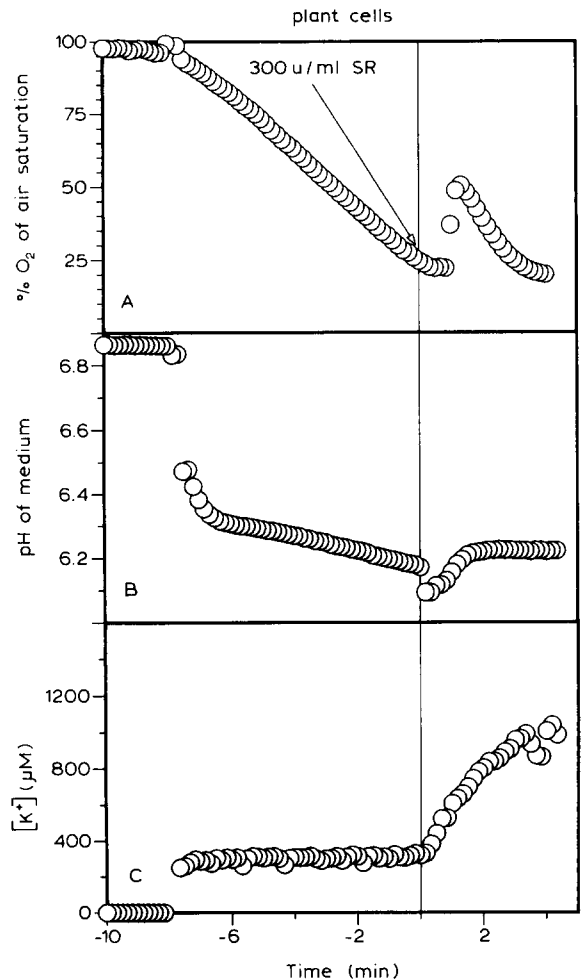 plant cells
100
75
50
25
% O₂ of air saturation
300 u/ml SR
A
6.8
6.6
6.4
6.2
pH of medium
B
1200
800
400
0
[K⁺] (μM)
C
-10
-6
-2
2
Time (min)